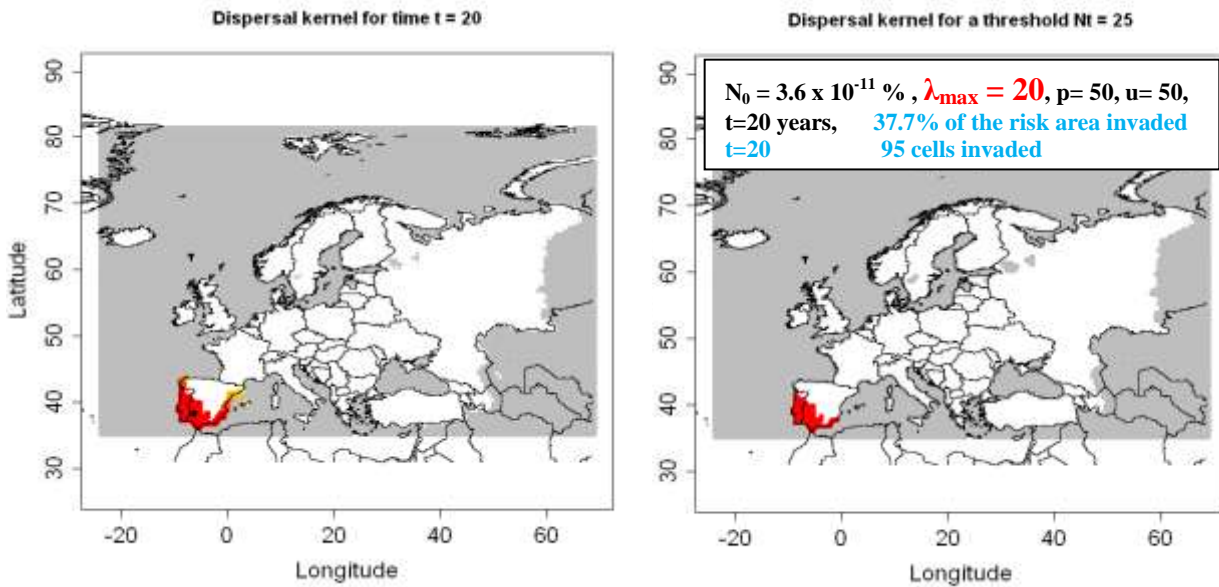 Dispersal kernel for time t = 20
90
80
70
60
50
40
30
Latitude
-20 0 20 40 60
Longitude
Dispersal kernel for a threshold Nt = 25
N₀ = 3.6 x 10⁻¹¹ % , λmax = 20, p= 50, u= 50,
t=20 years, 37.7% of the risk area invaded
t=20 95 cells invaded
90
80
70
60
50
40
30
-20 0 20 40 60
Longitude